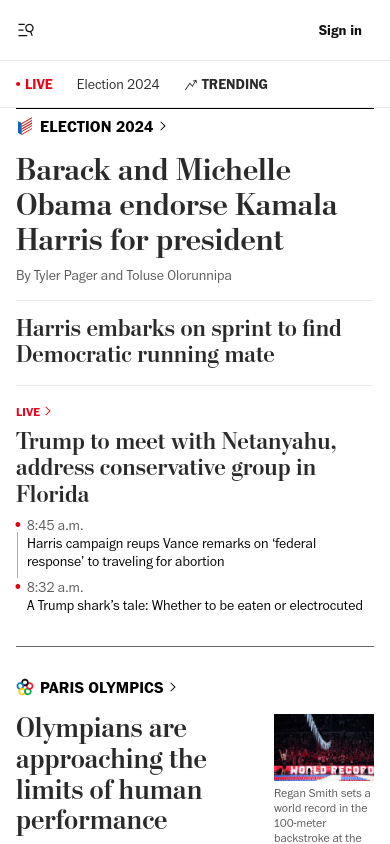 Sign in
LIVE Election 2024 TRENDING
ELECTION 2024
Barack and Michelle
Obama endorse Kamala
Harris for president
By Tyler Pager and Toluse Olorunnipa
Harris embarks on sprint to find
Democratic running mate
LIVE
Trump to meet with Netanyahu,
address conservative group in
Florida
8:45 a.m.
Harris campaign reups Vance remarks on ‘federal
response’ to traveling for abortion
8:32 a.m.
A Trump shark’s tale: Whether to be eaten or electrocuted
PARIS OLYMPICS
Olympians are
approaching the
limits of human
performance
WORLD RECORD
Regan Smith sets a
world record in the
100-meter
backstroke at the